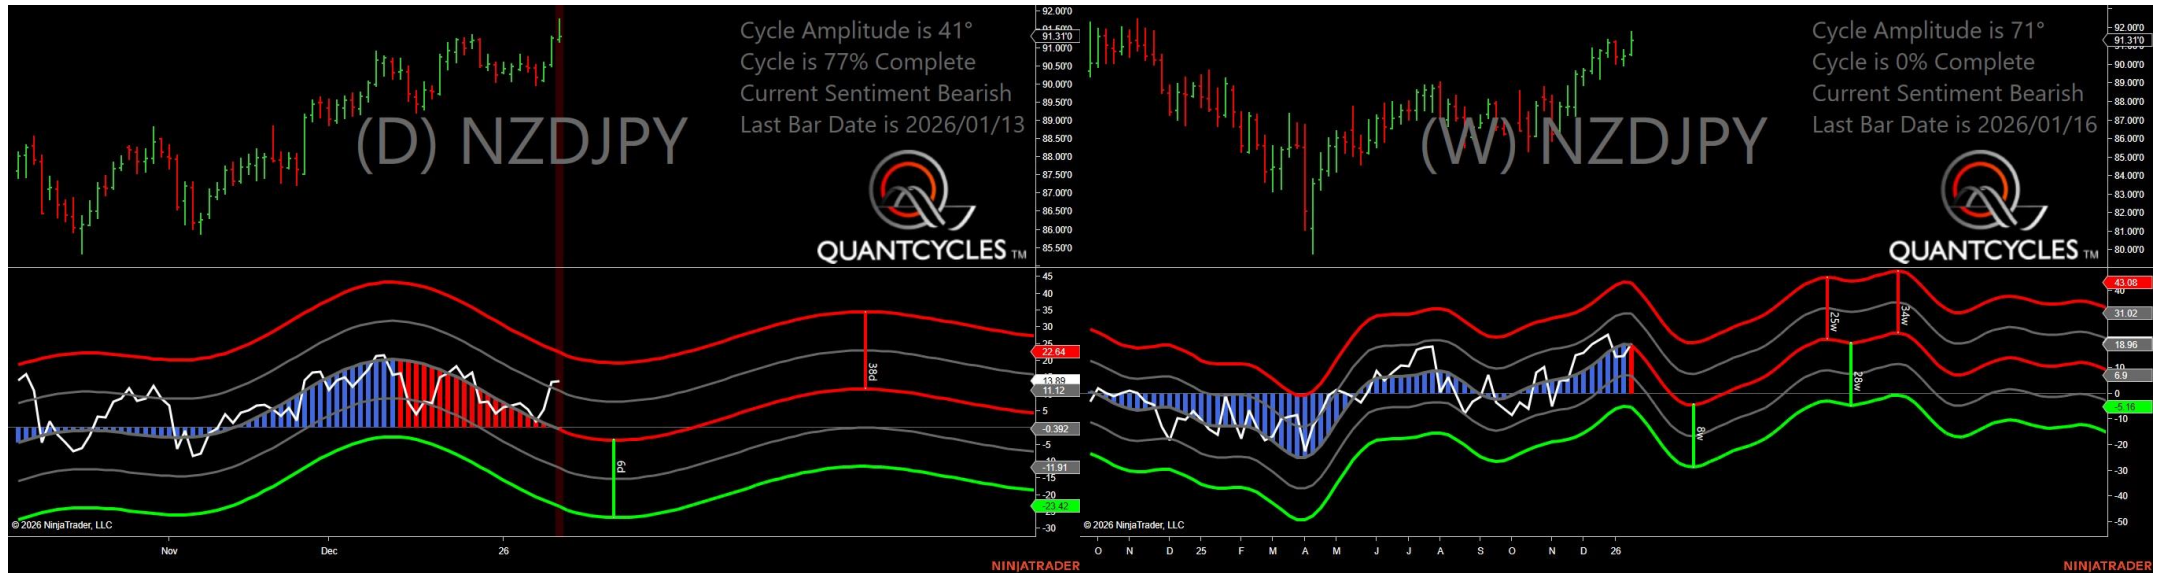 Cycle Amplitude is 41°
Cycle is 77% Complete
Current Sentiment Bearish
Last Bar Date is 2026/01/13
(D) NZDJPY
QUANTCYCLES TM
92.00'0
91.31'0
91.00'0
90.50'0
90.00'0
89.50'0
89.00'0
88.50'0
88.00'0
87.50'0
87.00'0
86.50'0
86.00'0
85.50'0
45
40
35
30
25
22.64
20
13.89
11.12
5
-0.392
-5
-11.91
-15
-20
-23.42
-30
38d
6d
© 2026 NinjaTrader, LLC
Nov
Dec
26
NINJATRADER
Cycle Amplitude is 71°
Cycle is 0% Complete
Current Sentiment Bearish
Last Bar Date is 2026/01/16
(W) NZDJPY
QUANTCYCLES TM
92.00'0
91.31'0
90.00'0
89.00'0
88.00'0
87.00'0
86.00'0
85.00'0
84.00'0
83.00'0
82.00'0
81.00'0
80.00'0
43.08
40
31.02
18.96
10
6.9
0
-5.16
-10
-20
-30
-40
-50
25w
34w
28w
8w
© 2026 NinjaTrader, LLC
O
N
D
25
F
M
A
M
J
J
A
S
O
N
D
26
NINJATRADER